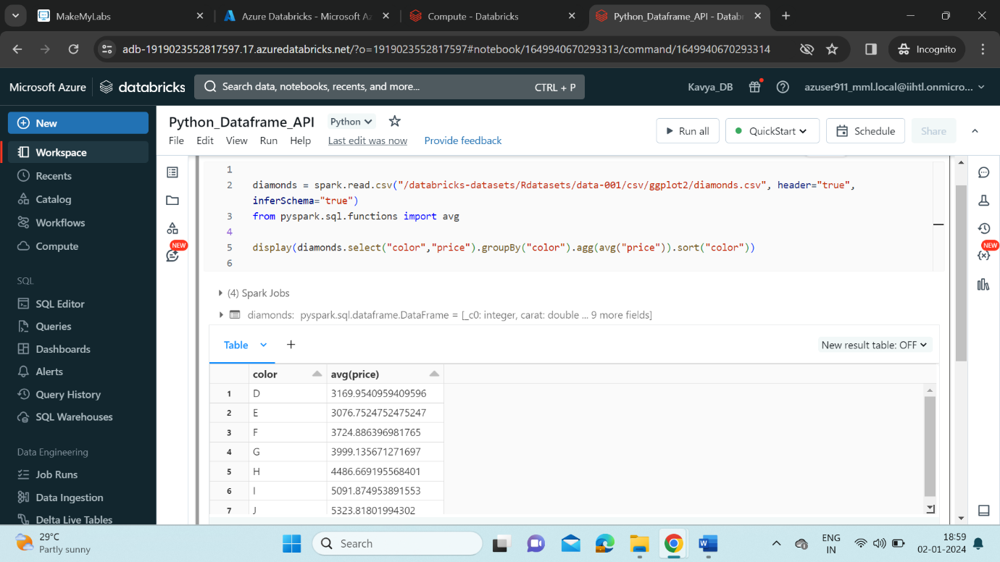 MakeMyLabs
Azure Databricks - Microsoft Az
Compute - Databricks
Python_Dataframe_API - Databr
adb-1919023552817597.17.azuredatabricks.net/?o=1919023552817597#notebook/1649940670293313/command/1649940670293314
Incognito
Microsoft Azure
databricks
Search data, notebooks, recents, and more...
CTRL + P
Kavya_DB
azuser911_mml.local@iihtl.onmicro...
New
Workspace
Recents
Catalog
Workflows
Compute
SQL
SQL Editor
Queries
Dashboards
Alerts
Query History
SQL Warehouses
Data Engineering
Job Runs
Data Ingestion
Delta Live Tables
Python_Dataframe_API
Python
File Edit View Run Help Last edit was now Provide feedback
Run all
QuickStart
Schedule
Share
NEW
NEW
1
2 diamonds = spark.read.csv("/databricks-datasets/Rdatasets/data-001/csv/ggplot2/diamonds.csv", header="true",
inferSchema="true")
3 from pyspark.sql.functions import avg
4
5 display(diamonds.select("color","price").groupBy("color").agg(avg("price")).sort("color"))
6
(4) Spark Jobs
diamonds: pyspark.sql.dataframe.DataFrame = [_c0: integer, carat: double ... 9 more fields]
Table
+
New result table: OFF
color avg(price)
1 D 3169.9540959409596
2 E 3076.7524752475247
3 F 3724.886396981765
4 G 3999.135671271697
5 H 4486.669195568401
6 I 5091.874953891553
7 J 5323.81801994302
29°C
Partly sunny
Search
ENG
IN
18:59
02-01-2024